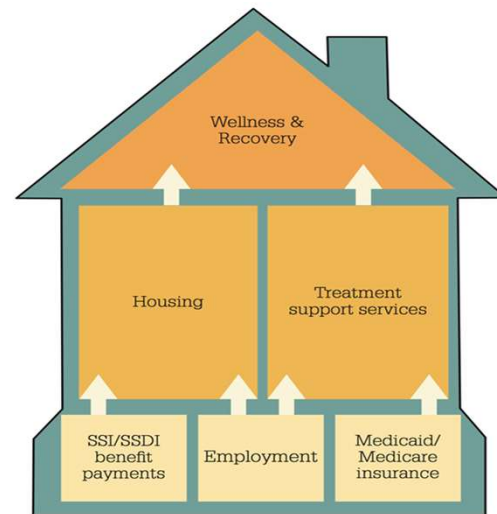 Wellness &
Recovery
Housing
Treatment
support services
SSI/SSDI
benefit
payments
Employment
Medicaid/
Medicare
insurance